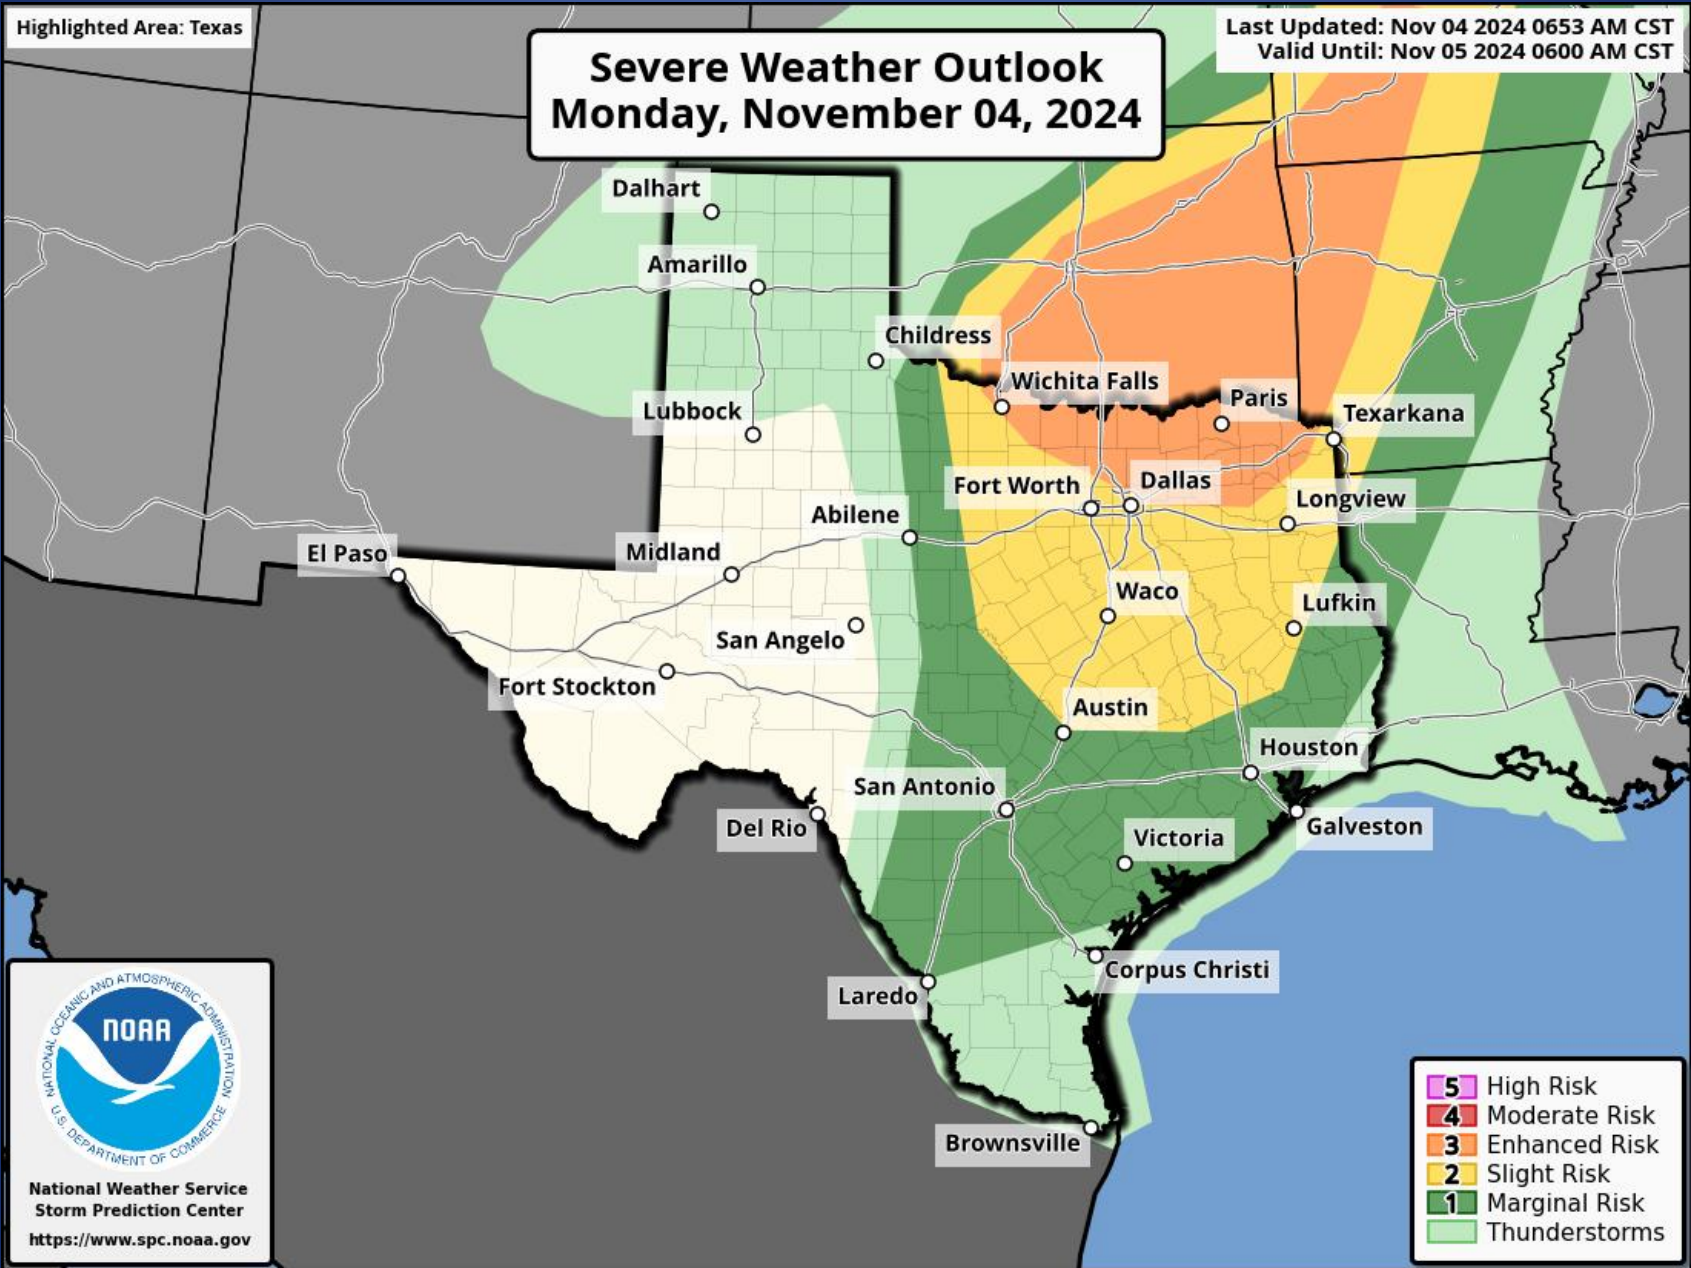 Highlighted Area: Texas
Severe Weather Outlook
Monday, November 04, 2024
Last Updated: Nov 04 2024 0653 AM CST
Valid Until: Nov 05 2024 0600 AM CST
Dalhart
Amarillo
Childress
Wichita Falls
Paris
Texarkana
Lubbock
Fort Worth
Dallas
Longview
Abilene
El Paso
Midland
Waco
Lufkin
San Angelo
Fort Stockton
Austin
Houston
San Antonio
Del Rio
Galveston
Victoria
Corpus Christi
Laredo
Brownsville
NATIONAL OCEANIC AND ATMOSPHERIC ADMINISTRATION
NOAA
U.S. DEPARTMENT OF COMMERCE
National Weather Service
Storm Prediction Center
https://www.spc.noaa.gov
5 High Risk
4 Moderate Risk
3 Enhanced Risk
2 Slight Risk
1 Marginal Risk
Thunderstorms